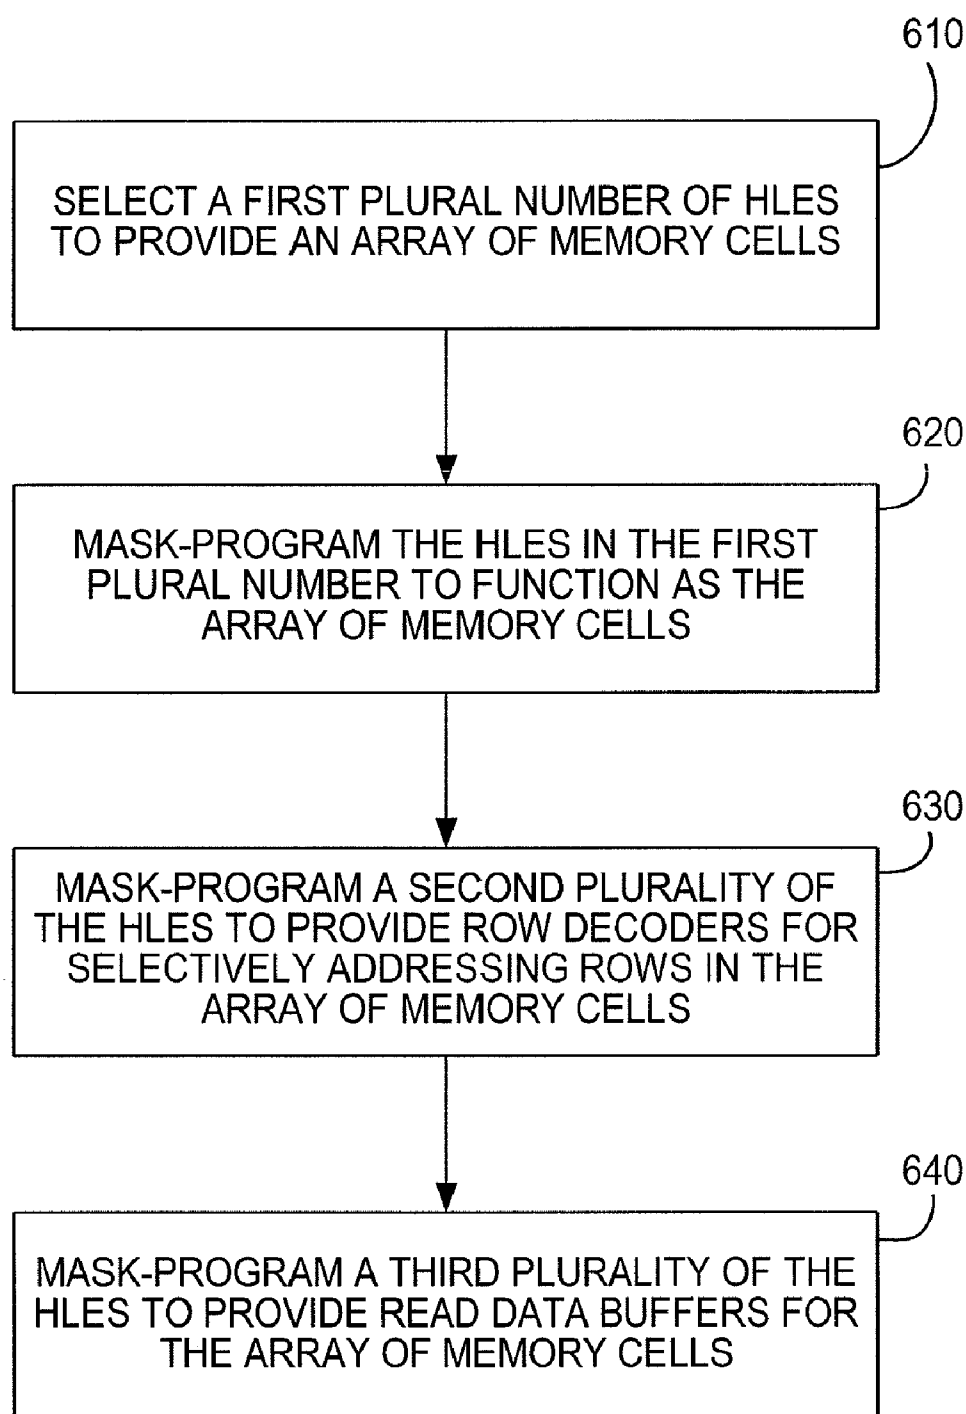 610
SELECT A FIRST PLURAL NUMBER OF HLES
TO PROVIDE AN ARRAY OF MEMORY CELLS
620
MASK-PROGRAM THE HLES IN THE FIRST
PLURAL NUMBER TO FUNCTION AS THE
ARRAY OF MEMORY CELLS
630
MASK-PROGRAM A SECOND PLURALITY OF
THE HLES TO PROVIDE ROW DECODERS FOR
SELECTIVELY ADDRESSING ROWS IN THE
ARRAY OF MEMORY CELLS
640
MASK-PROGRAM A THIRD PLURALITY OF THE
HLES TO PROVIDE READ DATA BUFFERS FOR
THE ARRAY OF MEMORY CELLS